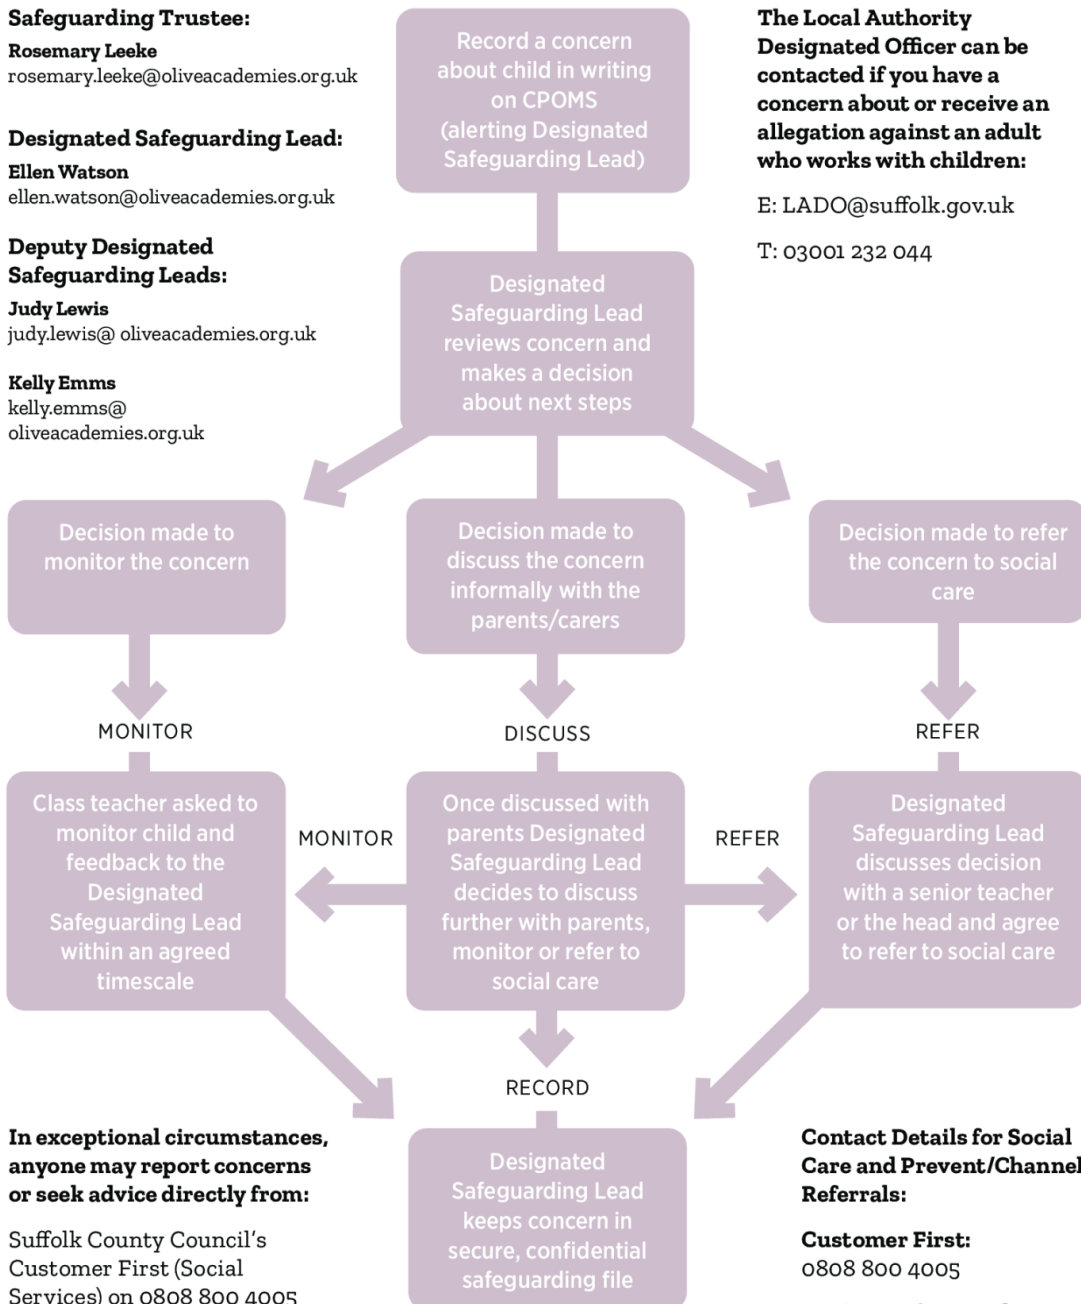 Safeguarding Trustee:
Rosemary Leeke
rosemary.leeke@oliveacademies.org.uk
Designated Safeguarding Lead:
Ellen Watson
ellen.watson@oliveacademies.org.uk
Deputy Designated
Safeguarding Leads:
Judy Lewis
judy.lewis@ oliveacademies.org.uk
Kelly Emms
kelly.emms@
oliveacademies.org.uk
Record a concern
about child in writing
on CPOMS
(alerting Designated
Safeguarding Lead)
The Local Authority
Designated Officer can be
contacted if you have a
concern about or receive an
allegation against an adult
who works with children:
E: LADO@suffolk.gov.uk
T: 03001 232 044
Designated
Safeguarding Lead
reviews concern and
makes a decision
about next steps
Decision made to
monitor the concern
Decision made to
discuss the concern
informally with the
parents/carers
Decision made to refer
the concern to social
care
MONITOR
DISCUSS
REFER
Class teacher asked to
monitor child and
feedback to the
Designated
Safeguarding Lead
within an agreed
timescale
MONITOR
Once discussed with
parents Designated
Safeguarding Lead
decides to discuss
further with parents,
monitor or refer to
social care
REFER
Designated
Safeguarding Lead
discusses decision
with a senior teacher
or the head and agree
to refer to social care
RECORD
In exceptional circumstances,
anyone may report concerns
or seek advice directly from:
Suffolk County Council's
Customer First (Social
Services) on 0808 800 4005
Designated
Safeguarding Lead
keeps concern in
secure, confidential
safeguarding file
Contact Details for Social
Care and Prevent/Channel
Referrals:
Customer First:
0808 800 4005